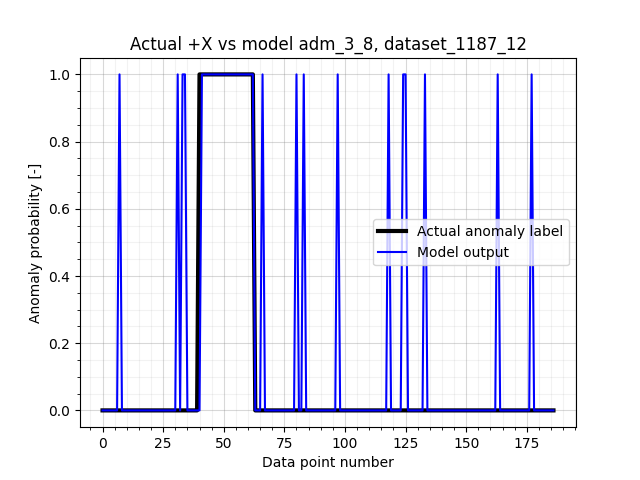 Actual +X vs model adm_3_8, dataset_1187_12
1.0
0.8
0.6
0.4
0.2
0.0
Anomaly probability [-]
Actual anomaly label
Model output
0 25 50 75 100 125 150 175
Data point number